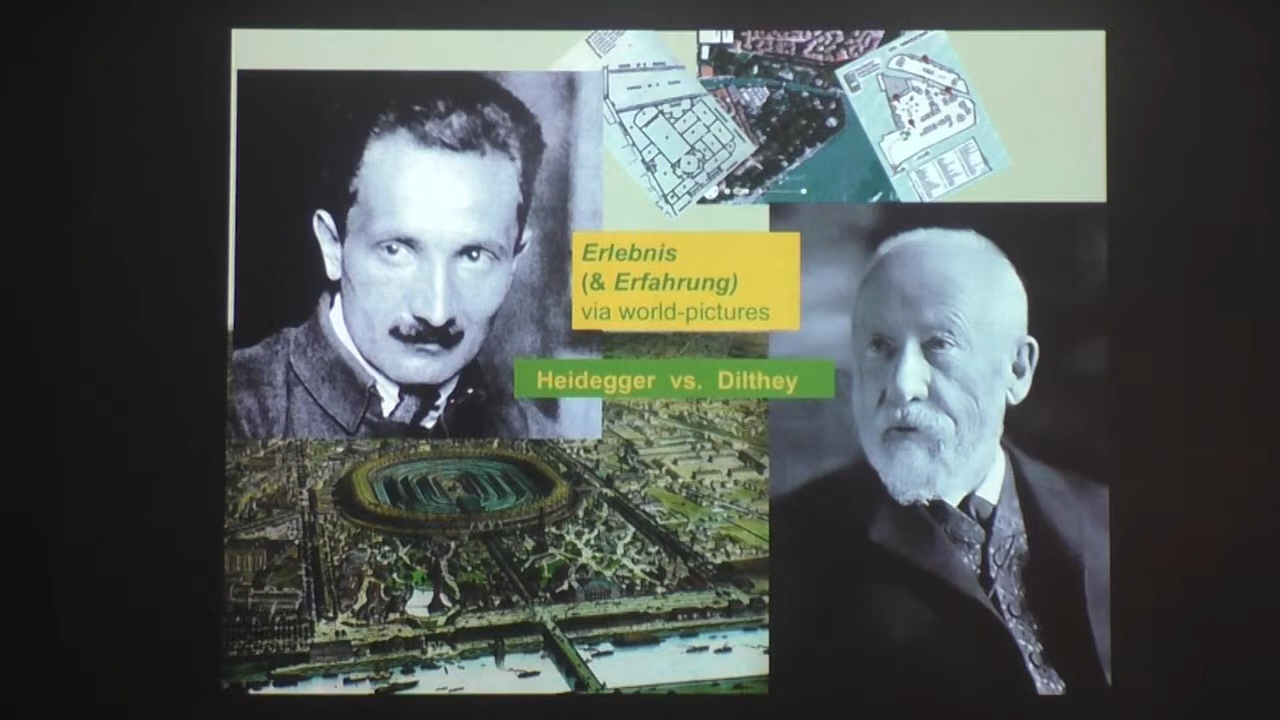 Erlebnis
(& Erfahrung)
via world-pictures
Heidegger vs. Dilthey